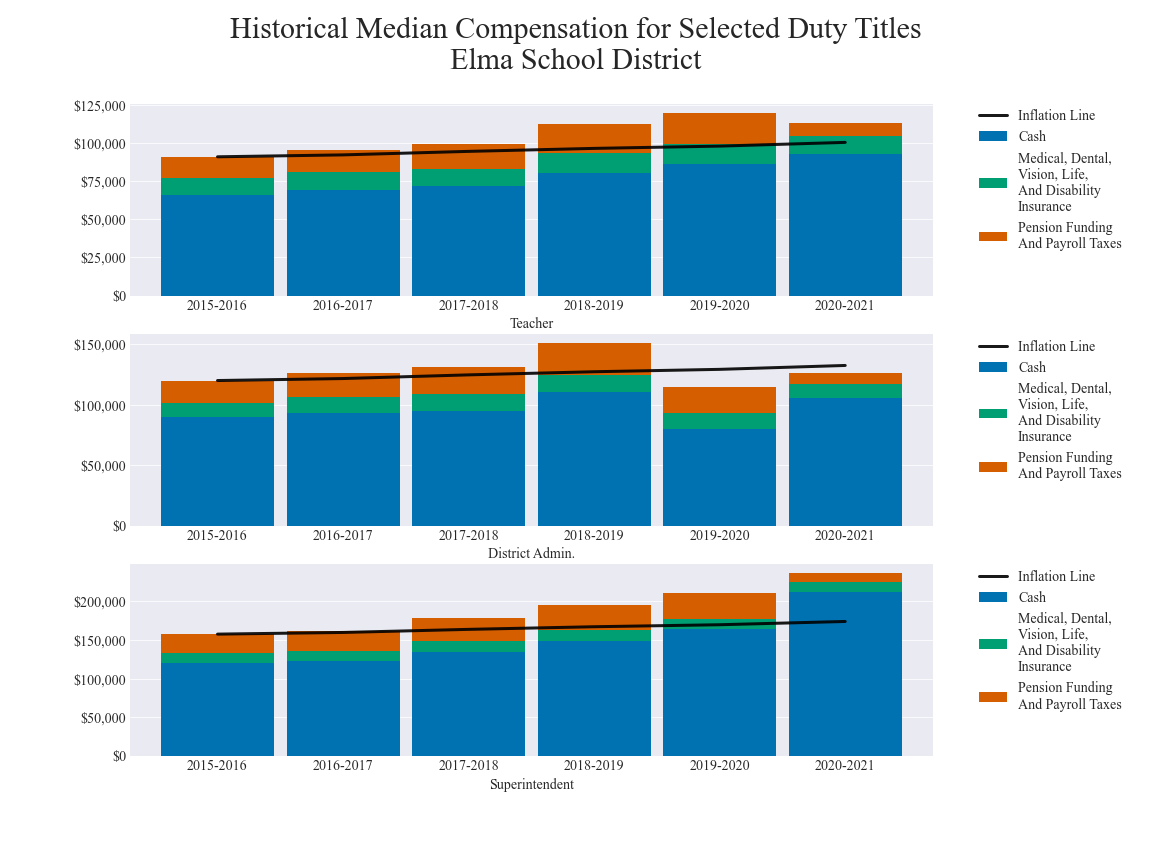 Historical Median Compensation for Selected Duty Titles
Elma School District
$125,000
$100,000
$75,000
$50,000
$25,000
$0
2015-2016 2016-2017 2017-2018 2018-2019 2019-2020 2020-2021
Teacher
Inflation Line
Cash
Medical, Dental,
Vision, Life,
And Disability
Insurance
Pension Funding
And Payroll Taxes
$150,000
$100,000
$50,000
$0
2015-2016 2016-2017 2017-2018 2018-2019 2019-2020 2020-2021
District Admin.
Inflation Line
Cash
Medical, Dental,
Vision, Life,
And Disability
Insurance
Pension Funding
And Payroll Taxes
$200,000
$150,000
$100,000
$50,000
$0
2015-2016 2016-2017 2017-2018 2018-2019 2019-2020 2020-2021
Superintendent
Inflation Line
Cash
Medical, Dental,
Vision, Life,
And Disability
Insurance
Pension Funding
And Payroll Taxes